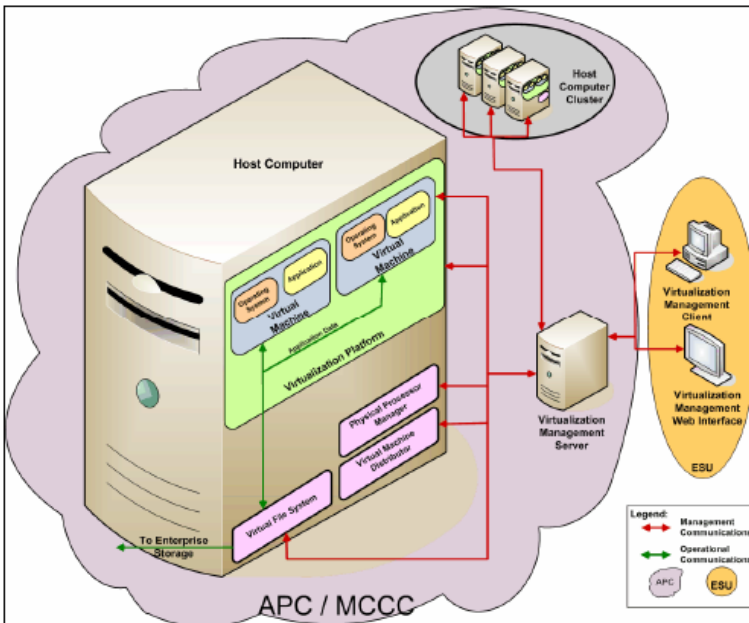 Host
Computer
Cluster
Host Computer
Operating
System
Application
Virtual
Machine
Operating
System
Application
Virtual
Machine
Application Data
Virtualization Platform
Physical Processor
Manager
Virtual Machine
Distributor
Virtual File System
To Enterprise
Storage
Virtualization
Management
Server
Virtualization
Management
Client
Virtualization
Management
Web Interface
ESU
APC / MCCC
Legend:
Management
Communications
Operational
Communications
APC
ESU